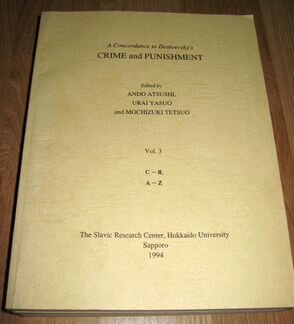 A Concordance to Dostoevsky's
CRIME and PUNISHMENT
Edited by
ANDO ATSUSHI,
URAI YASUO
and MOCHIZUKI TETSUO
Vol. 3
С – Я,
A – Z
The Slavic Research Center, Hokkaido University
Sapporo
1994